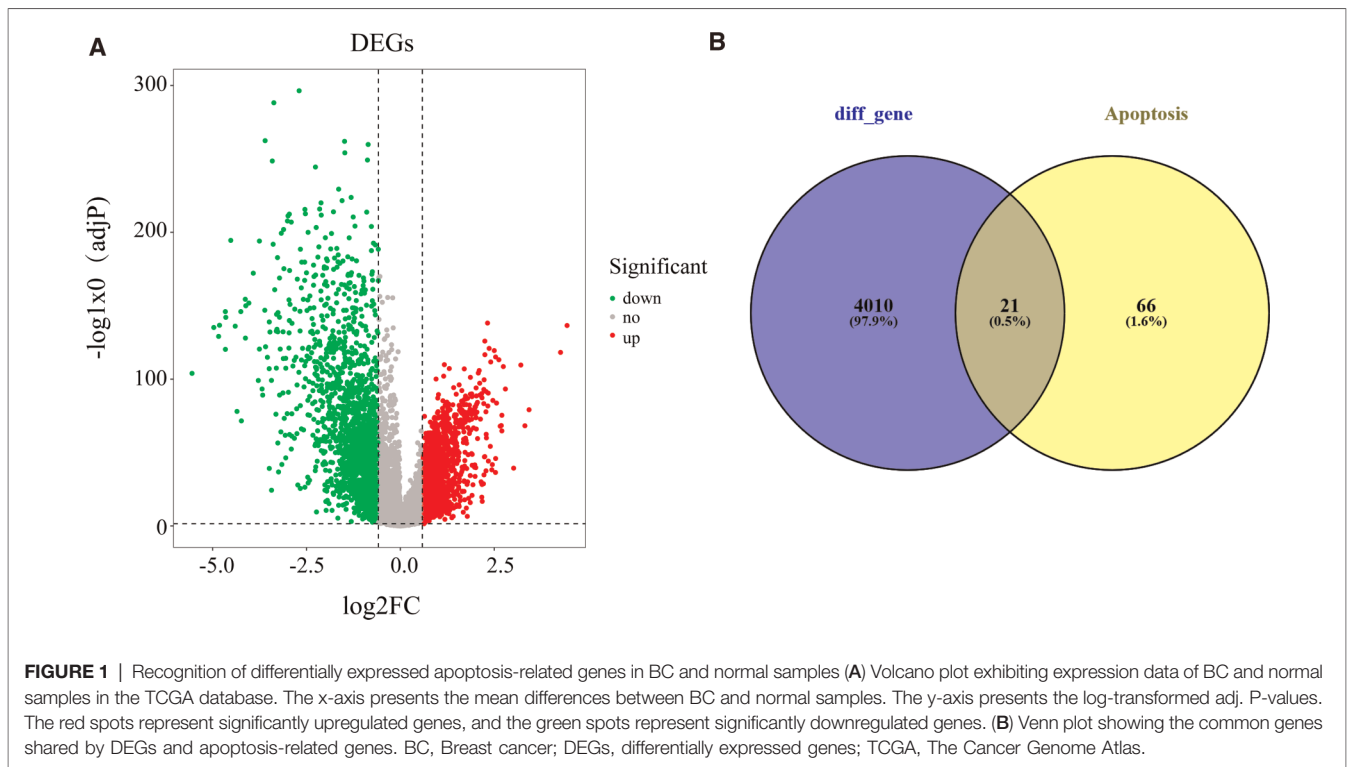 A
DEGs
300
200
100
0
-log1x0（adjP）
-5.0
-2.5
0.0
2.5
log2FC
Significant
down
no
up
B
diff_gene
Apoptosis
4010
(97.9%)
21
(0.5%)
66
(1.6%)
FIGURE 1 | Recognition of differentially expressed apoptosis-related genes in BC and normal samples (A) Volcano plot exhibiting expression data of BC and normal
samples in the TCGA database. The x-axis presents the mean differences between BC and normal samples. The y-axis presents the log-transformed adj. P-values.
The red spots represent significantly upregulated genes, and the green spots represent significantly downregulated genes. (B) Venn plot showing the common genes
shared by DEGs and apoptosis-related genes. BC, Breast cancer; DEGs, differentially expressed genes; TCGA, The Cancer Genome Atlas.